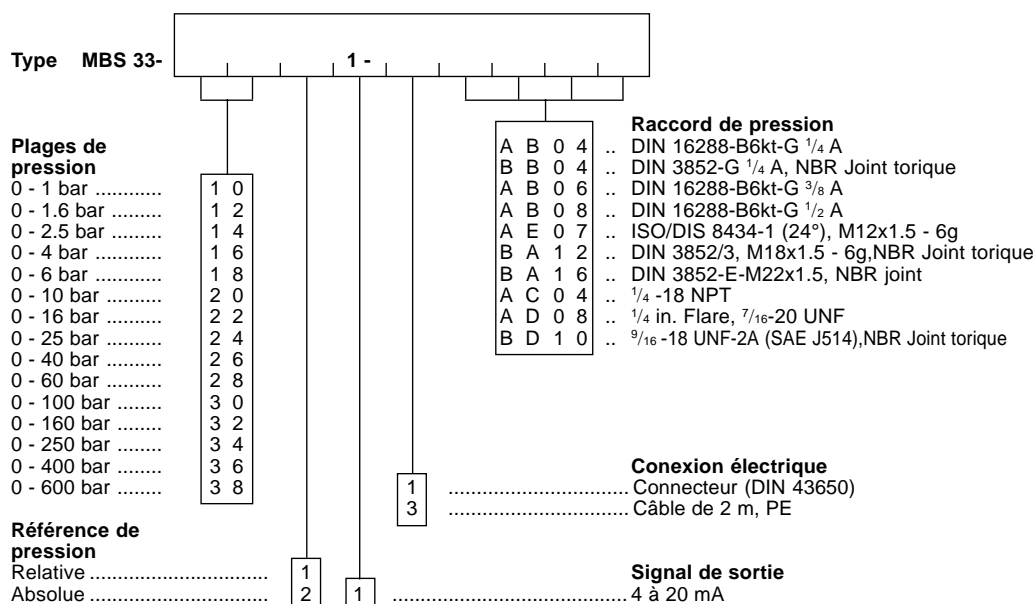 Type MBS 33- 1 -
Plages de
pression
0 - 1 bar ............ 1 0
0 - 1.6 bar ......... 1 2
0 - 2.5 bar ......... 1 4
0 - 4 bar ............ 1 6
0 - 6 bar ............ 1 8
0 - 10 bar .......... 2 0
0 - 16 bar .......... 2 2
0 - 25 bar .......... 2 4
0 - 40 bar .......... 2 6
0 - 60 bar .......... 2 8
0 - 100 bar ........ 3 0
0 - 160 bar ........ 3 2
0 - 250 bar ........ 3 4
0 - 400 bar ........ 3 6
0 - 600 bar ........ 3 8
Raccord de pression
A B 0 4 .. DIN 16288-B6kt-G 1/4 A
B B 0 4 .. DIN 3852-G 1/4 A, NBR Joint torique
A B 0 6 .. DIN 16288-B6kt-G 3/8 A
A B 0 8 .. DIN 16288-B6kt-G 1/2 A
A E 0 7 .. ISO/DIS 8434-1 (24°), M12x1.5 - 6g
B A 1 2 .. DIN 3852/3, M18x1.5 - 6g,NBR Joint torique
B A 1 6 .. DIN 3852-E-M22x1.5, NBR joint
A C 0 4 .. 1/4 -18 NPT
A D 0 8 .. 1/4 in. Flare, 7/16-20 UNF
B D 1 0 .. 9/16 -18 UNF-2A (SAE J514),NBR Joint torique
Conexion électrique
1 ................................ Connecteur (DIN 43650)
3 ................................ Câble de 2 m, PE
Référence de
pression
Relative ................................ 1
Absolue ................................ 2
Signal de sortie
1 .......................................... 4 à 20 mA